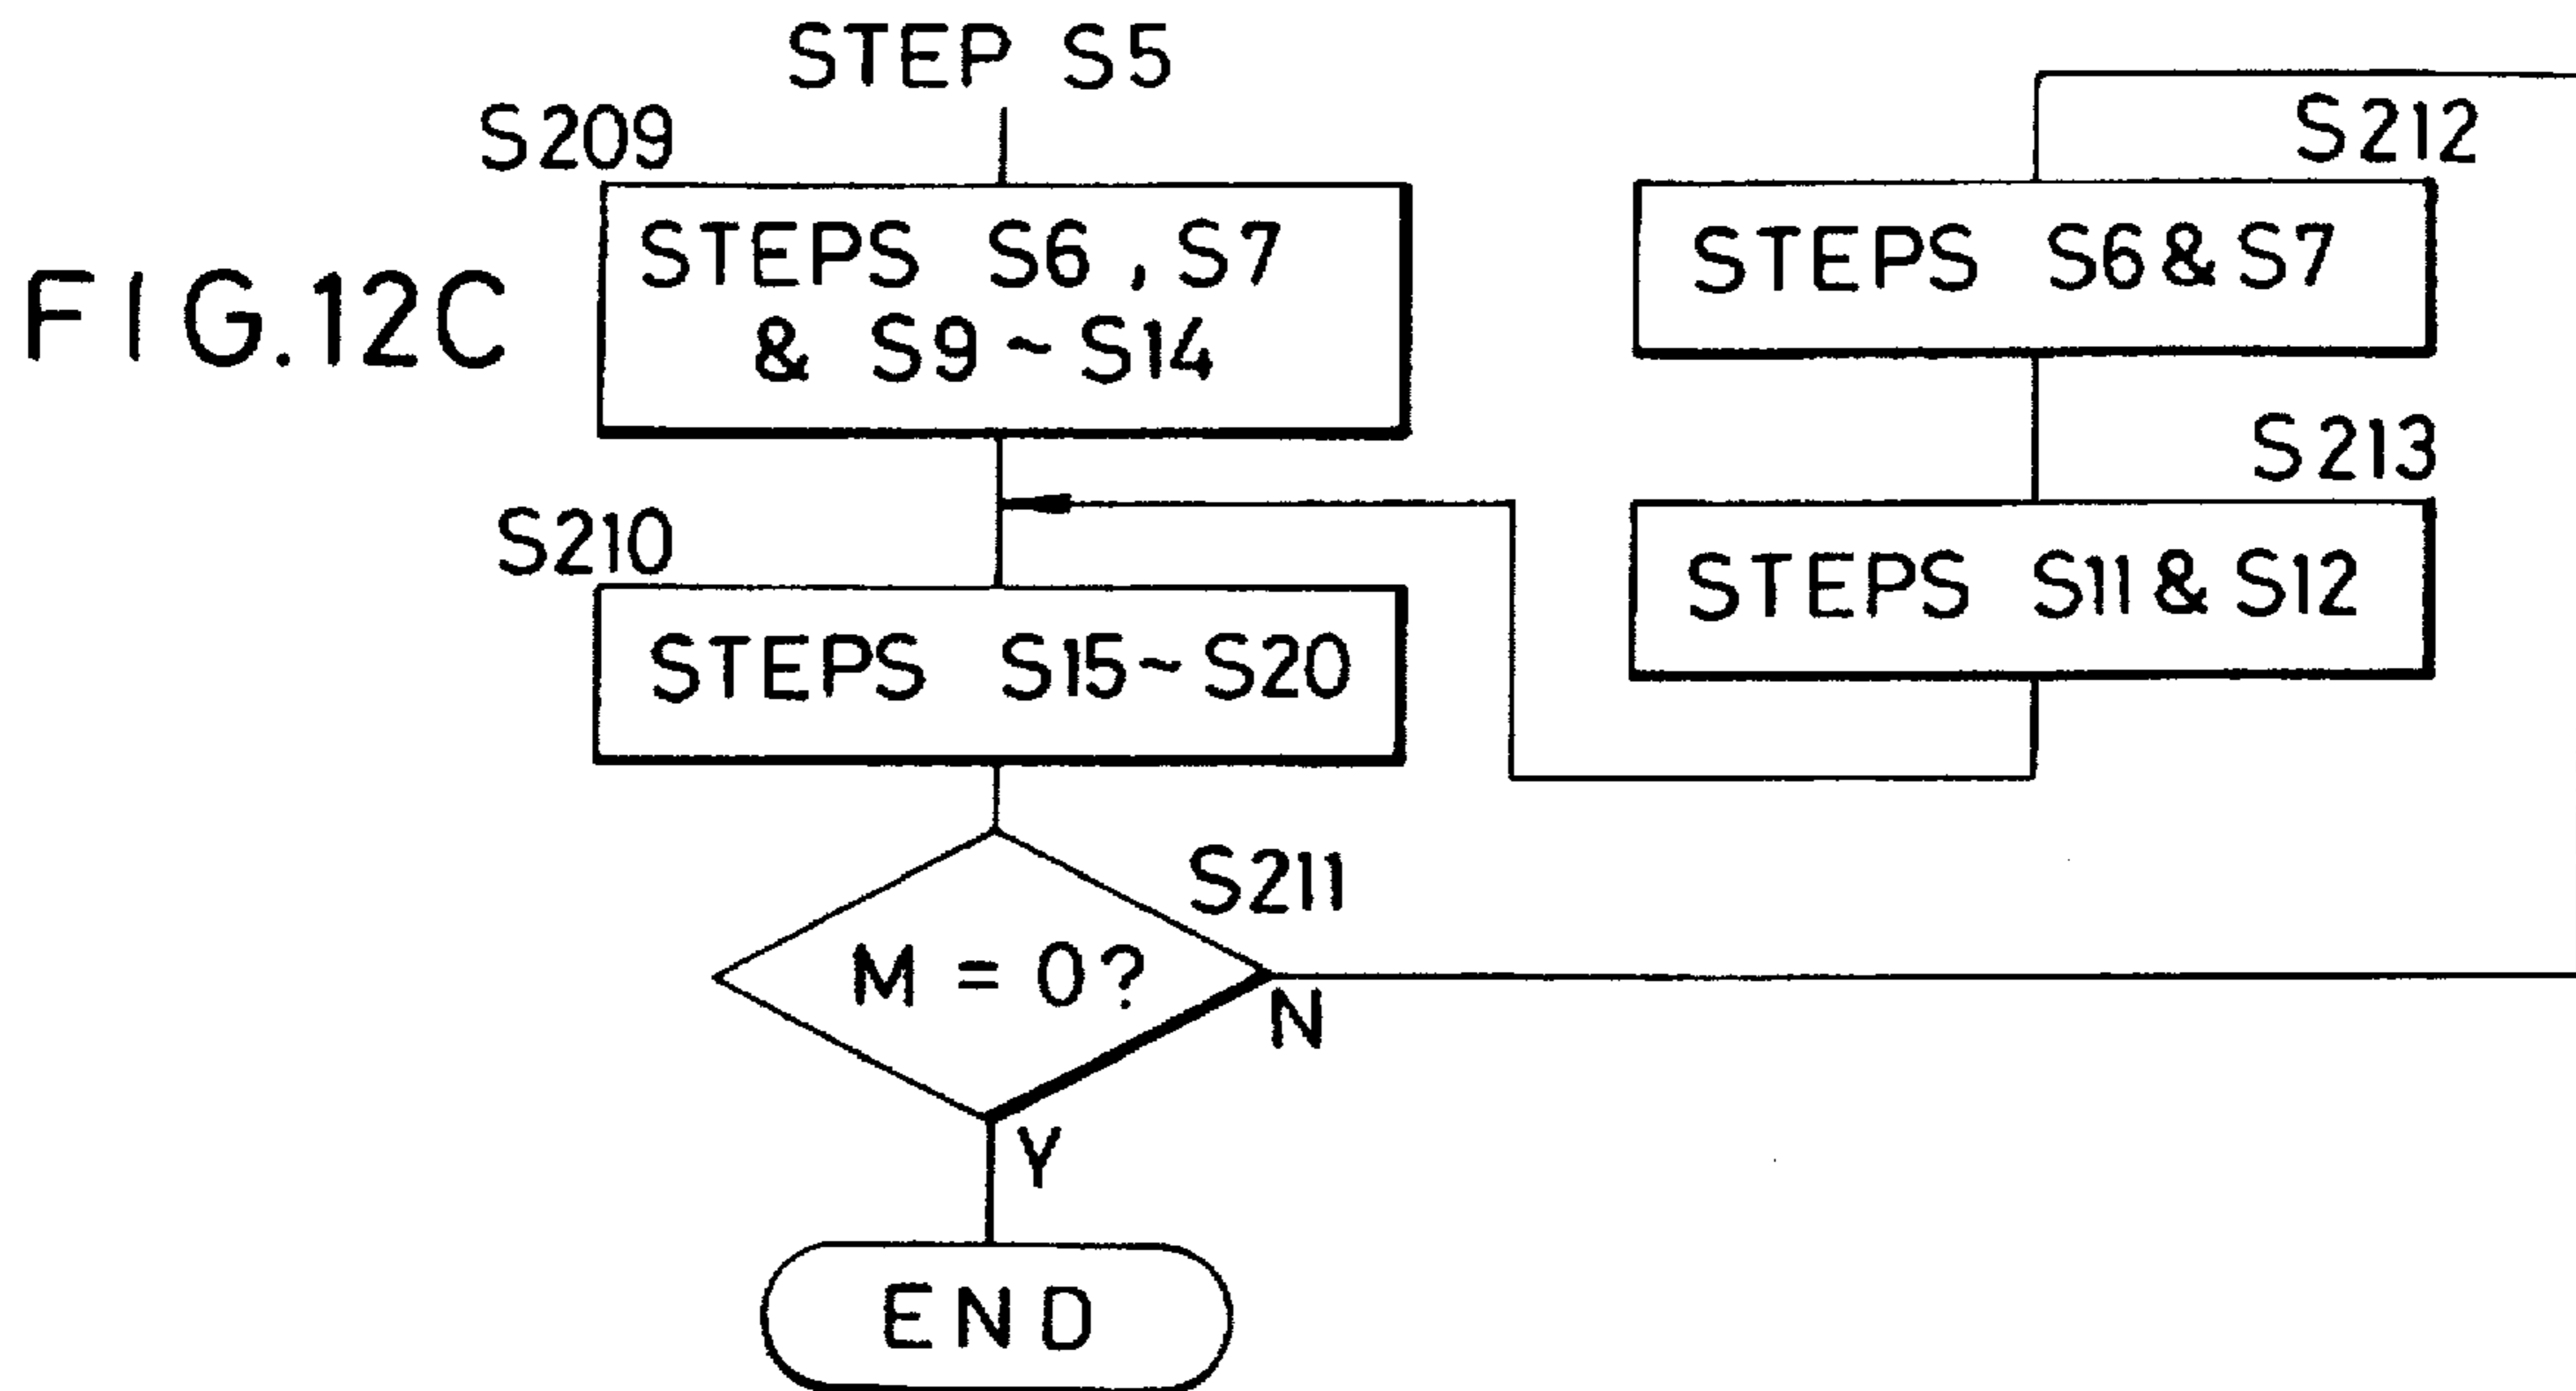 STEP S5
S209
STEPS S6, S7
& S9~S14
FIG.12C
S210
STEPS S15~S20
S211
M = 0?
N
Y
END
S212
STEPS S6 & S7
S213
STEPS S11 & S12